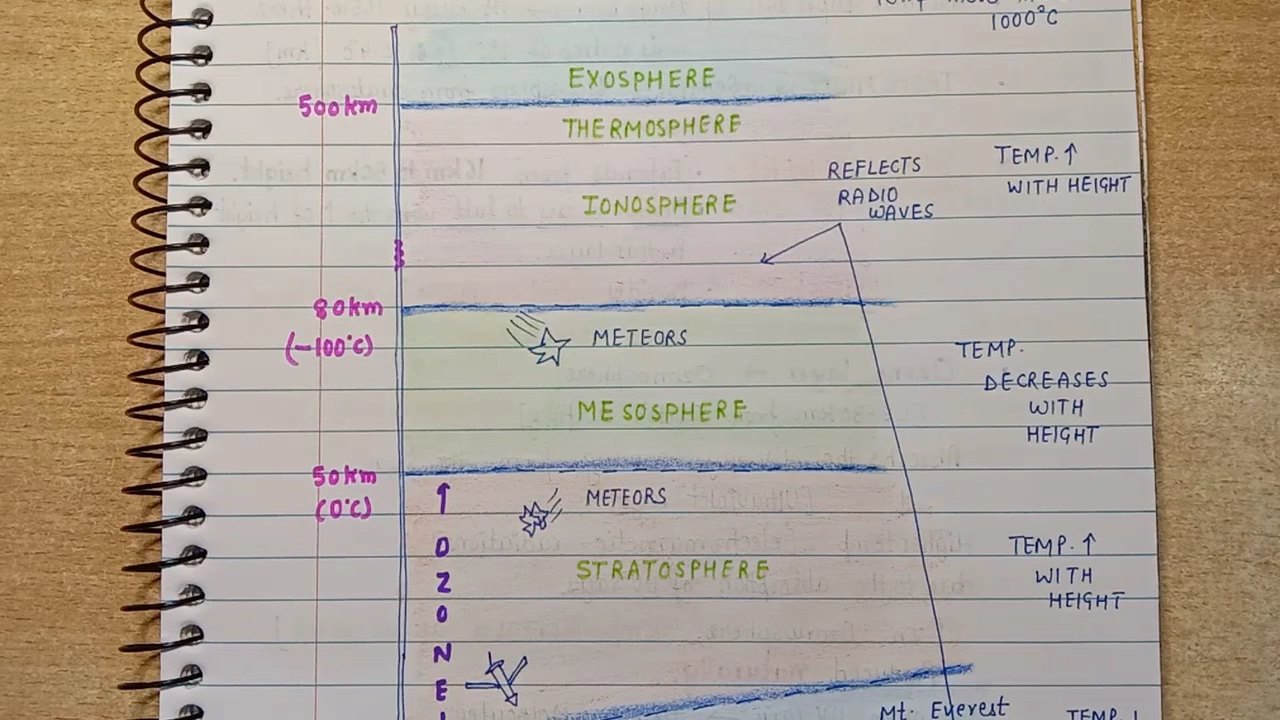 1000°C
EXOSPHERE
500km
THERMOSPHERE
TEMP. ↑
WITH HEIGHT
REFLECTS
RADIO
WAVES
IONOSPHERE
80km
(-100°C)
METEORS
TEMP.
DECREASES
WITH
HEIGHT
MESOSPHERE
50km
(0°C)
METEORS
↑
O
Z
O
N
E
STRATOSPHERE
TEMP. ↑
WITH
HEIGHT
Mt. Everest
TEMP.